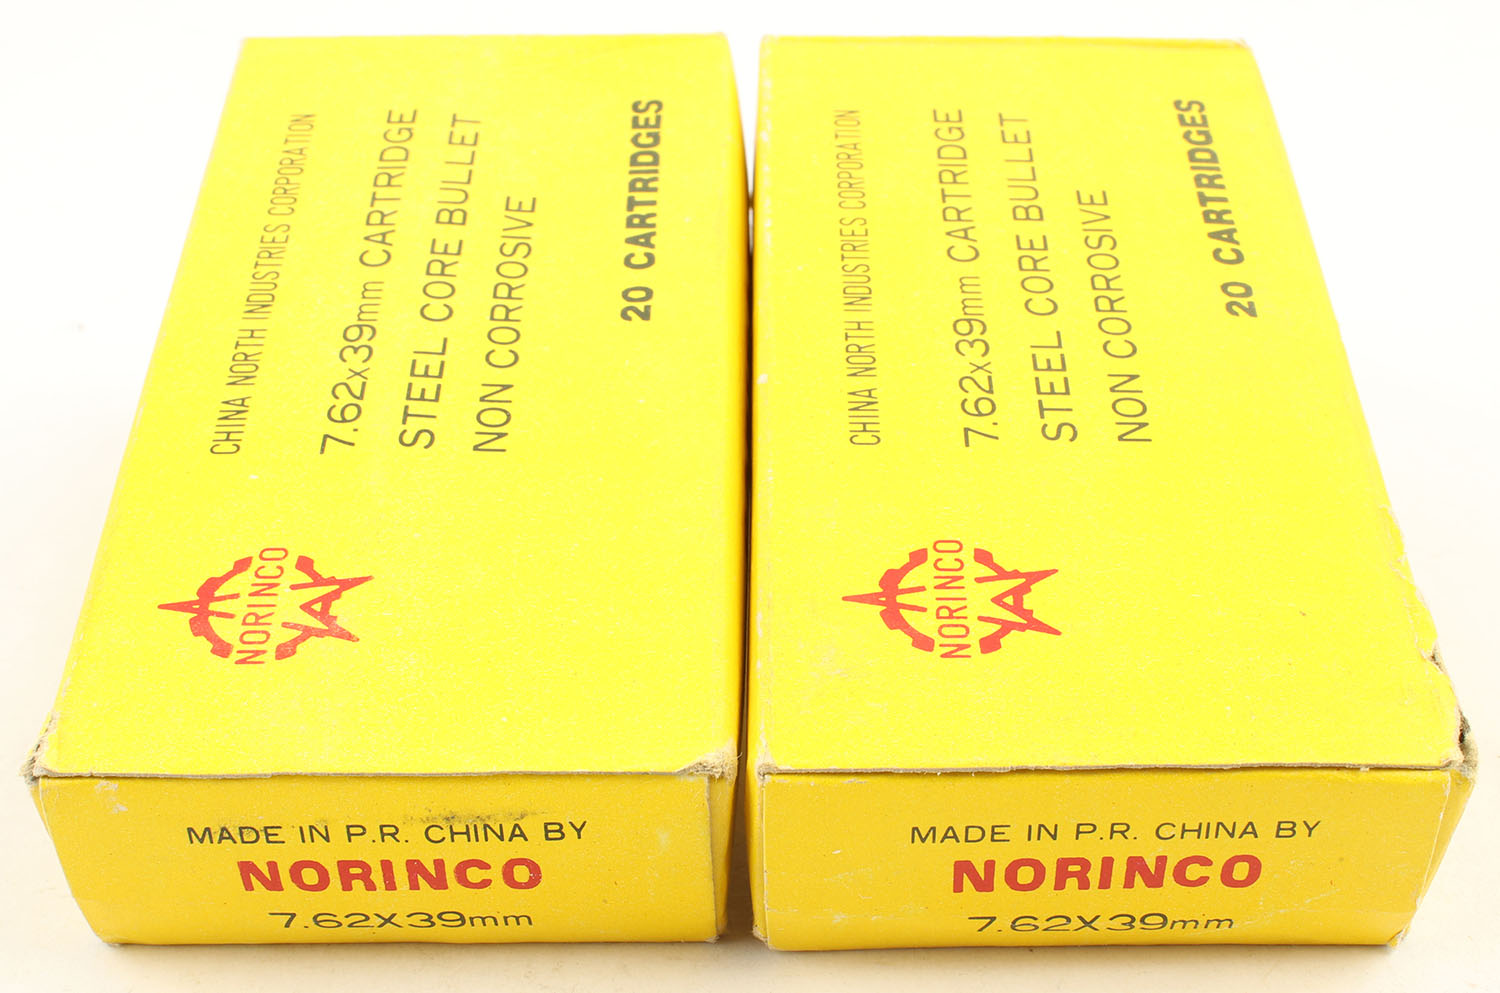 CHINA NORTH INDUSTRIES CORPORATION
7.62x39mm CARTRIDGE
STEEL CORE BULLET
NON CORROSIVE
20 CARTRIDGES
NORINCO
MADE IN P.R. CHINA BY
NORINCO
7.62X39mm
CHINA NORTH INDUSTRIES CORPORATION
7.62x39mm CARTRIDGE
STEEL CORE BULLET
NON CORROSIVE
20 CARTRIDGES
NORINCO
MADE IN P.R. CHINA BY
NORINCO
7.62X39mm